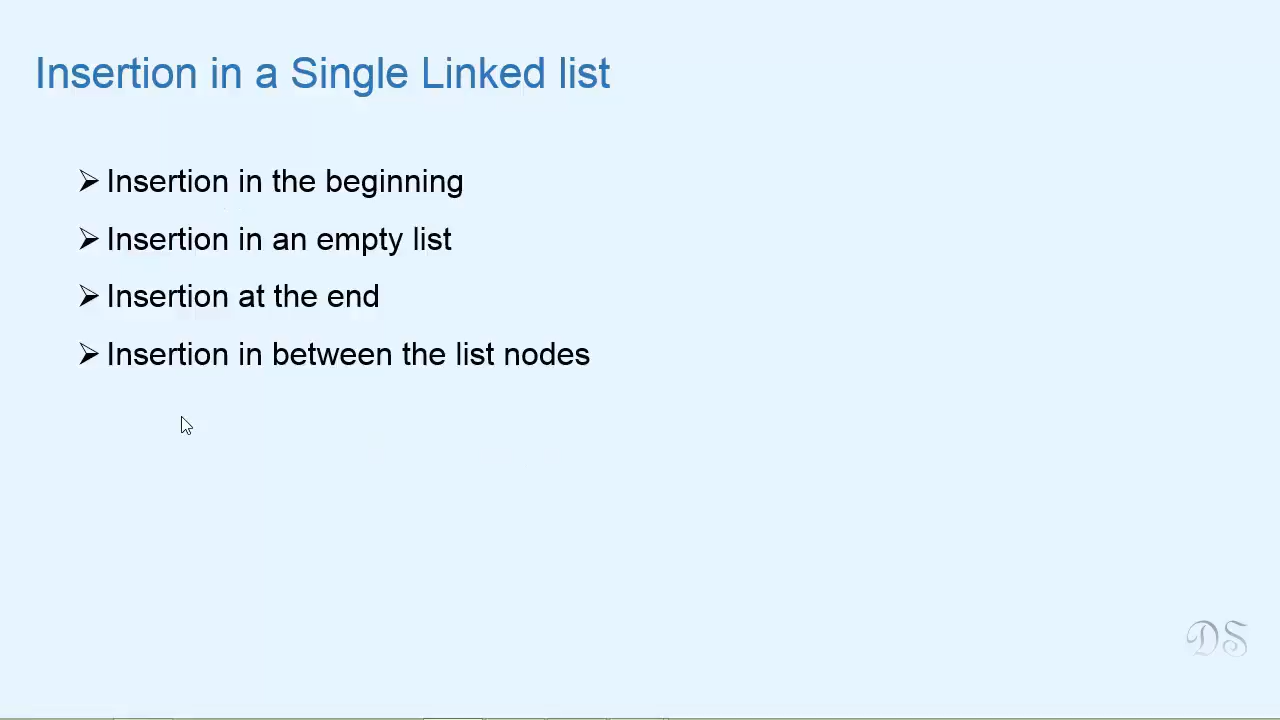 Insertion in a Single Linked list
➢ Insertion in the beginning
➢ Insertion in an empty list
➢ Insertion at the end
➢ Insertion in between the list nodes
DS